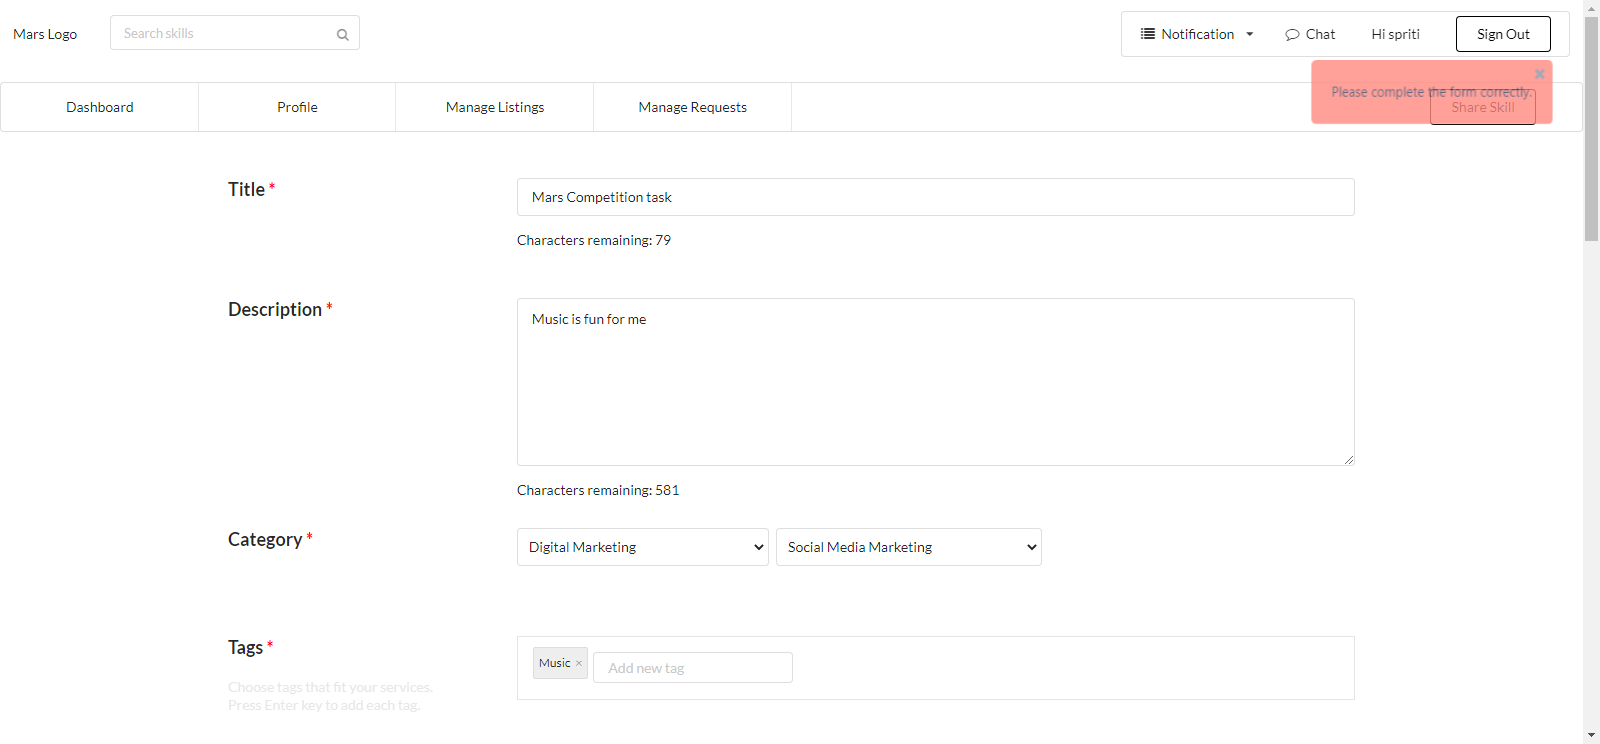 Mars Logo
Search skills
Notification
Chat
Hi spriti
Sign Out
Please complete the form correctly.
Dashboard
Profile
Manage Listings
Manage Requests
Share Skill
Title *
Mars Competition task
Characters remaining: 79
Description *
Music is fun for me
Characters remaining: 581
Category *
Digital Marketing
Social Media Marketing
Tags *
Music ×
Add new tag
Choose tags that fit your services.
Press Enter key to add each tag.